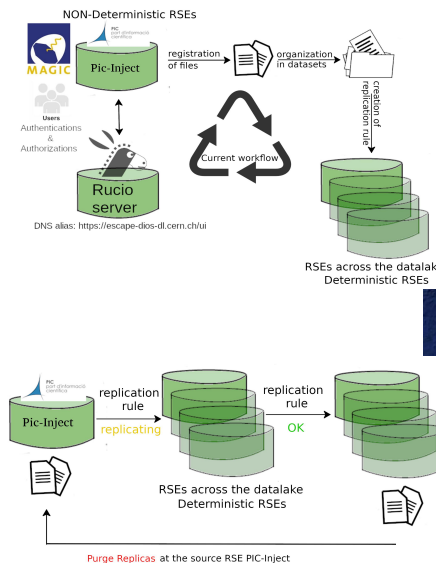 NON-Deterministic RSEs
MAGIC
PIC
port d'informació
científica
Pic-Inject
registration
of files
organization
in datasets
creation of
replication rule
Users
Authentications
&
Authorizations
Current workflow
Rucio
server
DNS alias: https://escape-dios-dl.cern.ch/ui
RSEs across the datalake
Deterministic RSEs
PIC
port d'informació
científica
Pic-Inject
replication
rule
replicating
replication
rule
OK
RSEs across the datalake
Deterministic RSEs
Purge Replicas at the source RSE PIC-Inject